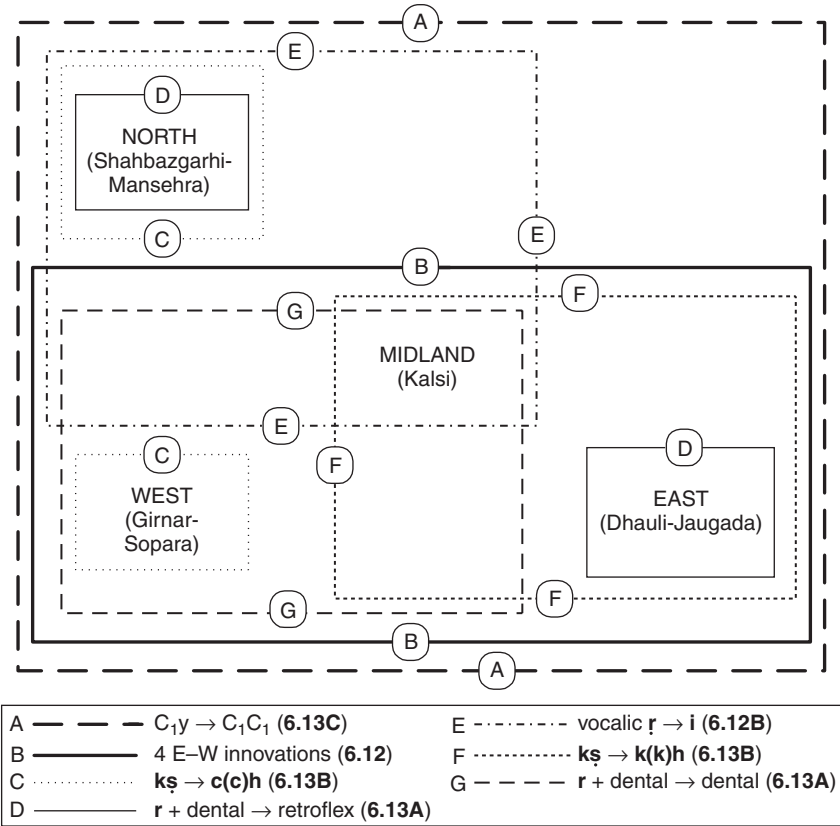 A
E
D
NORTH
(Shahbazgarhi-
Mansehra)
C
E
B
F
G
MIDLAND
(Kalsi)
E
C
F
D
WEST
(Girnar-
Sopara)
EAST
(Dhauli-Jaugada)
G
F
B
A
A C₁y → C₁C₁ (6.13C)
B 4 E–W innovations (6.12)
C kṣ → c(c)h (6.13B)
D r + dental → retroflex (6.13A)
E vocalic ṛ → i (6.12B)
F kṣ → k(k)h (6.13B)
G r + dental → dental (6.13A)